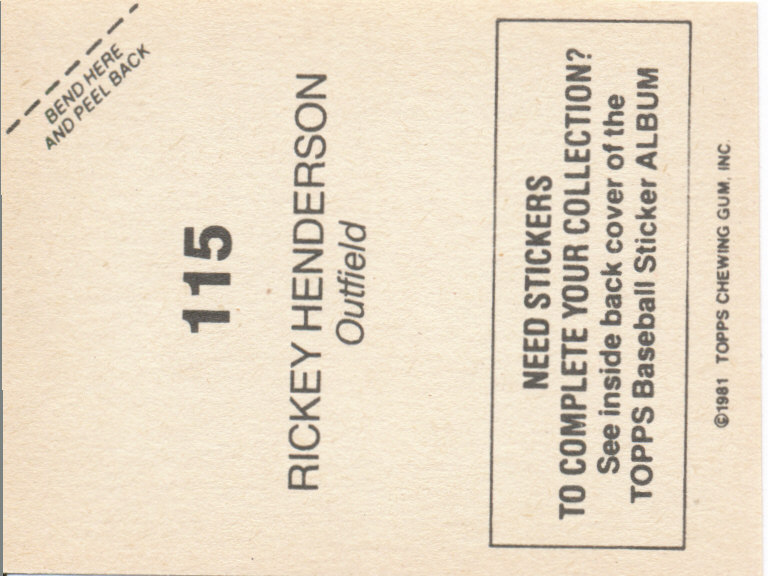 BEND HERE
AND PEEL BACK
115
RICKEY HENDERSON
Outfield
NEED STICKERS
TO COMPLETE YOUR COLLECTION?
See inside back cover of the
TOPPS Baseball Sticker ALBUM
©1981 TOPPS CHEWING GUM, INC.